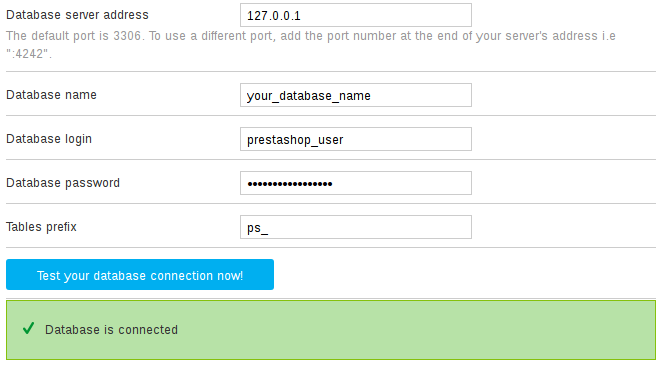 Database server address 127.0.0.1
The default port is 3306. To use a different port, add the port number at the end of your server's address i.e
":4242".
Database name your_database_name
Database login prestashop_user
Database password •••••••••••••••••
Tables prefix ps_
Test your database connection now!
Database is connected